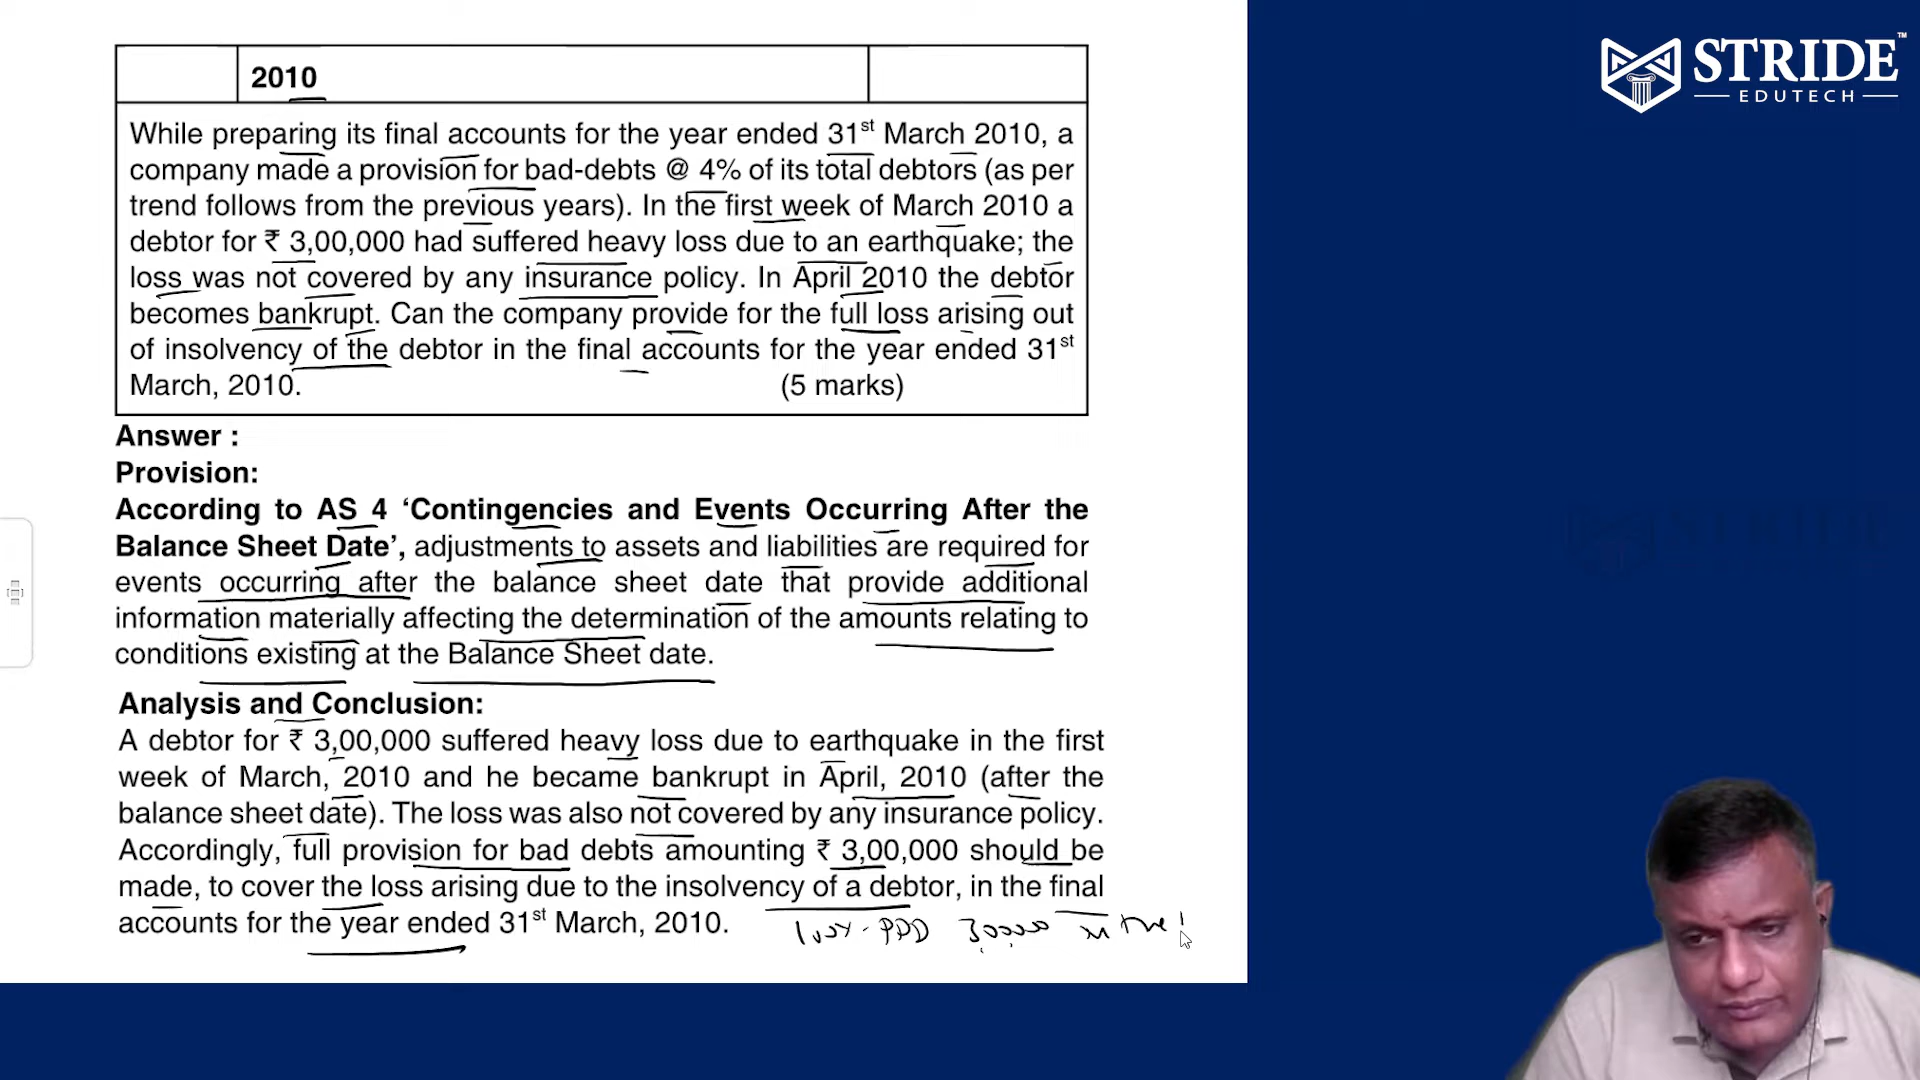 STRIDE™
EDUTECH
2010
While preparing its final accounts for the year ended 31st March 2010, a
company made a provision for bad-debts @ 4% of its total debtors (as per
trend follows from the previous years). In the first week of March 2010 a
debtor for ₹ 3,00,000 had suffered heavy loss due to an earthquake; the
loss was not covered by any insurance policy. In April 2010 the debtor
becomes bankrupt. Can the company provide for the full loss arising out
of insolvency of the debtor in the final accounts for the year ended 31st
March, 2010. (5 marks)
Answer :
Provision:
According to AS 4 ‘Contingencies and Events Occurring After the
Balance Sheet Date’, adjustments to assets and liabilities are required for
events occurring after the balance sheet date that provide additional
information materially affecting the determination of the amounts relating to
conditions existing at the Balance Sheet date.
Analysis and Conclusion:
A debtor for ₹ 3,00,000 suffered heavy loss due to earthquake in the first
week of March, 2010 and he became bankrupt in April, 2010 (after the
balance sheet date). The loss was also not covered by any insurance policy.
Accordingly, full provision for bad debts amounting ₹ 3,00,000 should be
made, to cover the loss arising due to the insolvency of a debtor, in the final
accounts for the year ended 31st March, 2010.
PDD in the